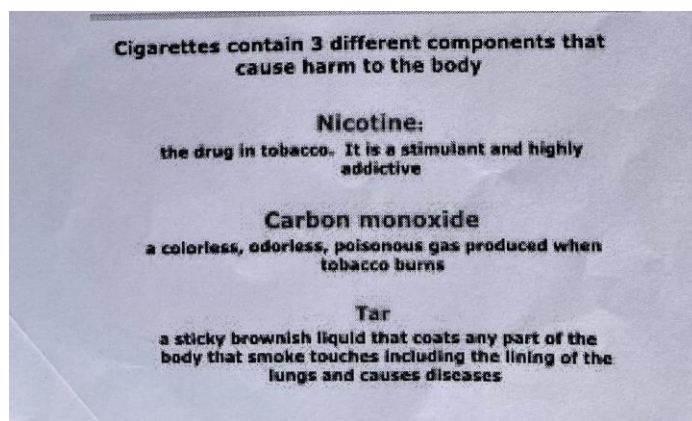 Cigarettes contain 3 different components that
cause harm to the body
Nicotine:
the drug in tobacco. It is a stimulant and highly
addictive
Carbon monoxide
a colorless, odorless, poisonous gas produced when
tobacco burns
Tar
a sticky brownish liquid that coats any part of the
body that smoke touches including the lining of the
lungs and causes diseases